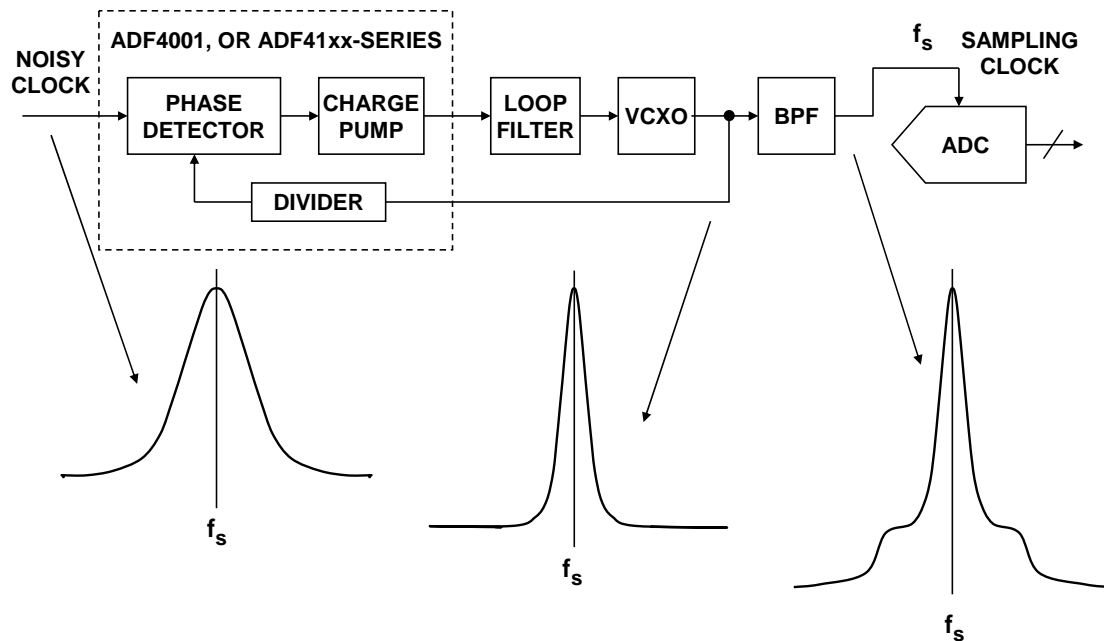 ADF4001, OR ADF41xx-SERIES
fs
SAMPLING
CLOCK
NOISY
CLOCK
PHASE
DETECTOR
CHARGE
PUMP
LOOP
FILTER
VCXO
BPF
ADC
DIVIDER
fs
fs
fs